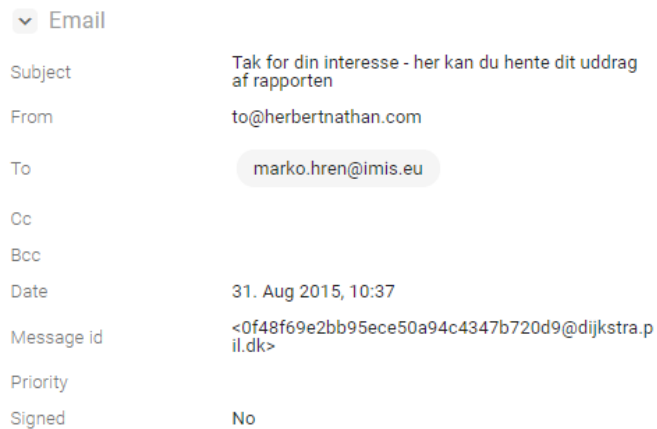 Email
Subject
Tak for din interesse - her kan du hente dit uddrag
af rapporten
From
to@herbertnathan.com
To
marko.hren@imis.eu
Cc
Bcc
Date
31. Aug 2015, 10:37
Message id
<0f48f69e2bb95ece50a94c4347b720d9@dijkstra.p
il.dk>
Priority
Signed
No